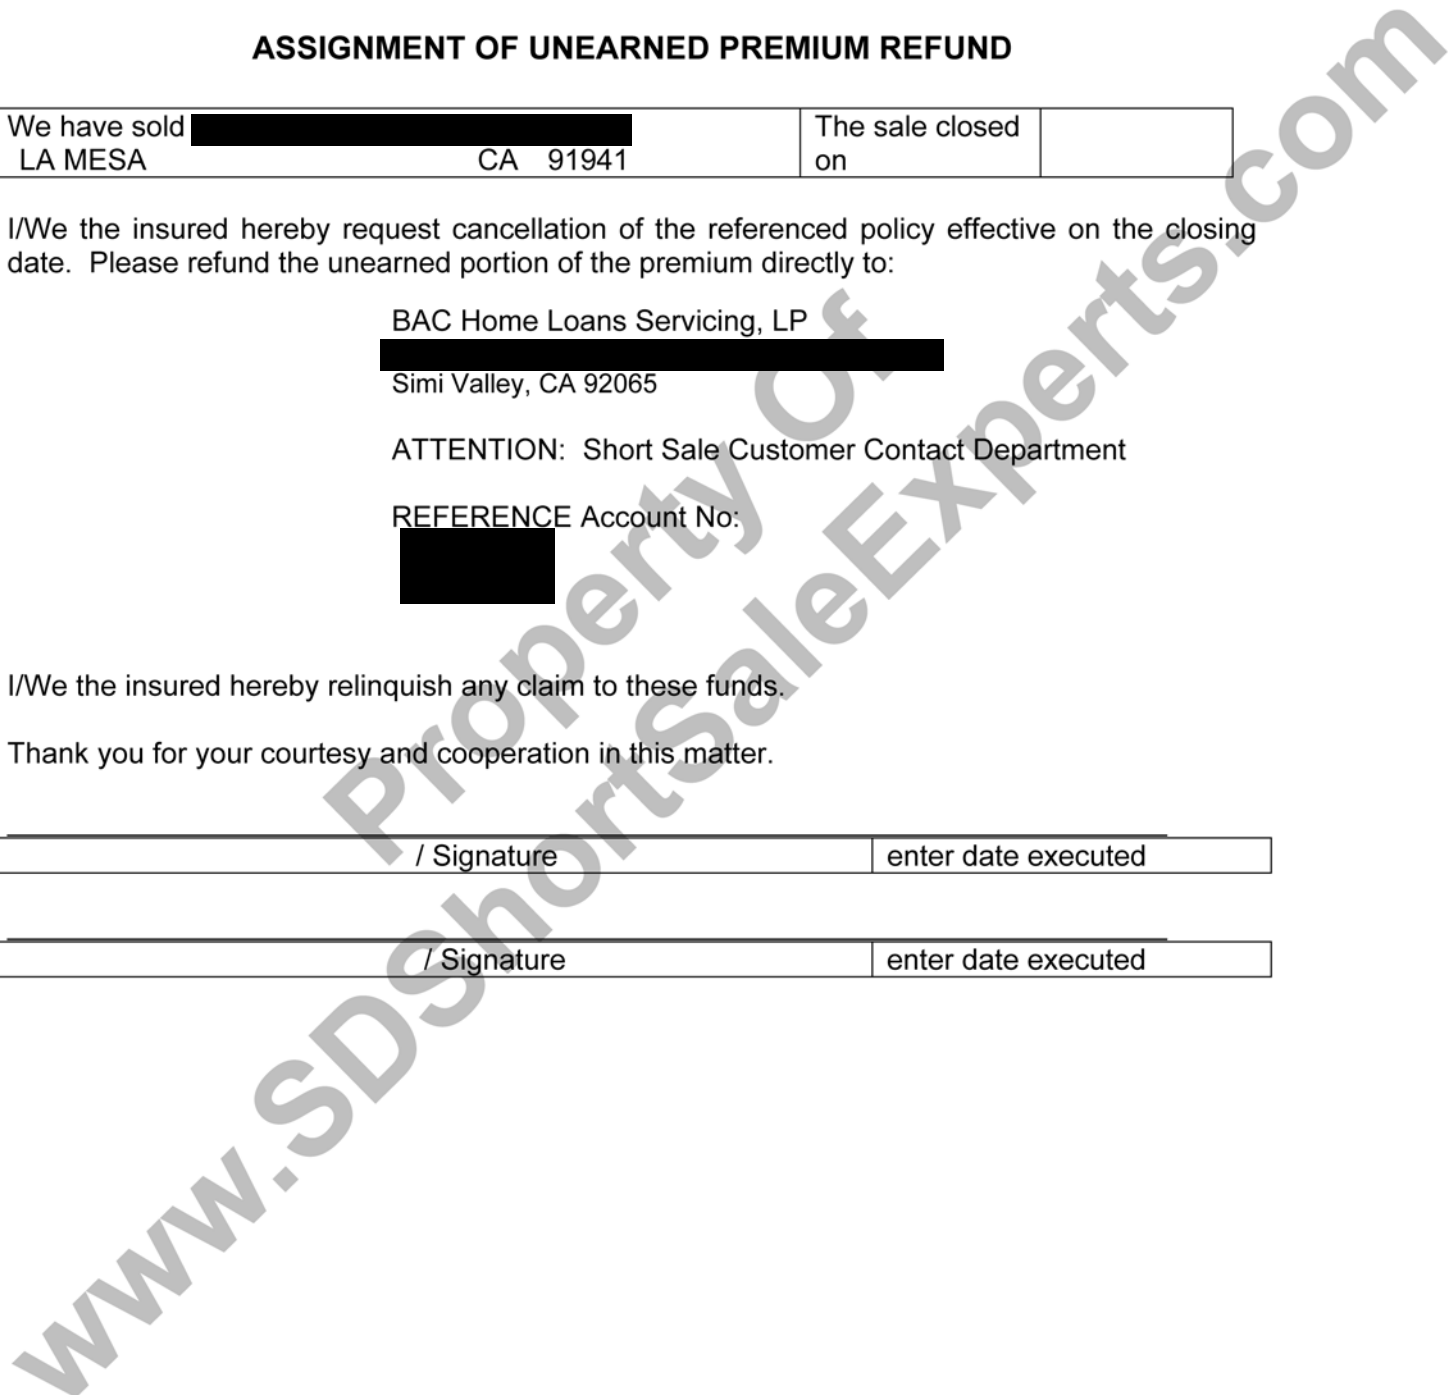 ASSIGNMENT OF UNEARNED PREMIUM REFUND
We have sold
LA MESA CA 91941
The sale closed
on
I/We the insured hereby request cancellation of the referenced policy effective on the closing
date. Please refund the unearned portion of the premium directly to:
BAC Home Loans Servicing, LP
Simi Valley, CA 92065
ATTENTION: Short Sale Customer Contact Department
REFERENCE Account No:
I/We the insured hereby relinquish any claim to these funds.
Thank you for your courtesy and cooperation in this matter.
/ Signature enter date executed
/ Signature enter date executed
Property Of
www.SDShortSaleExperts.com